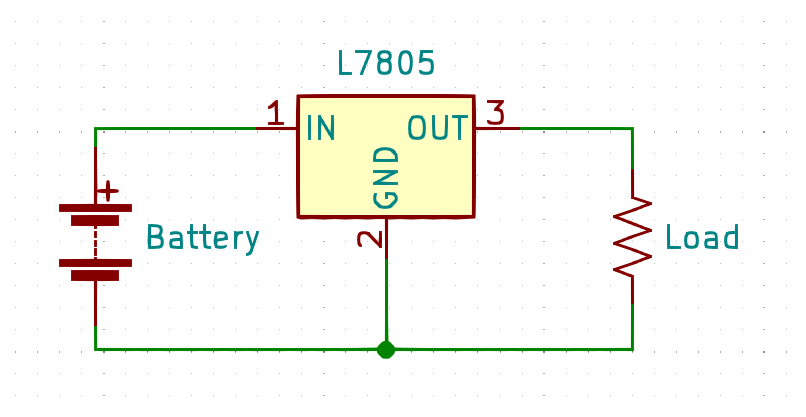 L7805
1
IN
OUT
3
GND
2
+
Battery
Load